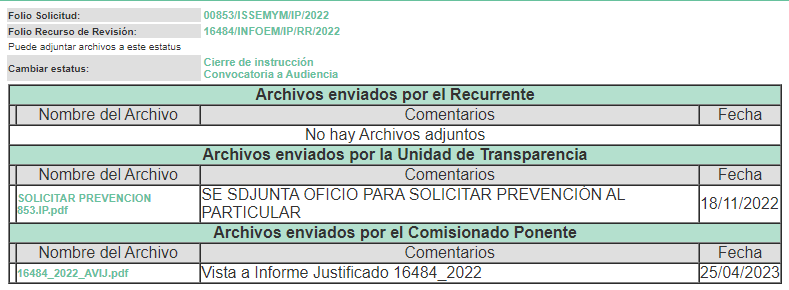 Folio Solicitud: 00853/ISSEMYM/IP/2022
Folio Recurso de Revisión: 16484/INFOEM/IP/RR/2022
Puede adjuntar archivos a este estatus
Cambiar estatus: Cierre de instrucción
Convocatoria a Audiencia
Archivos enviados por el Recurrente
Nombre del Archivo Comentarios Fecha
No hay Archivos adjuntos
Archivos enviados por la Unidad de Transparencia
Nombre del Archivo Comentarios Fecha
SOLICITAR PREVENCION 853.IP.pdf SE SDJUNTA OFICIO PARA SOLICITAR PREVENCIÓN AL PARTICULAR 18/11/2022
Archivos enviados por el Comisionado Ponente
Nombre del Archivo Comentarios Fecha
16484_2022_AVIJ.pdf Vista a Informe Justificado 16484_2022 25/04/2023